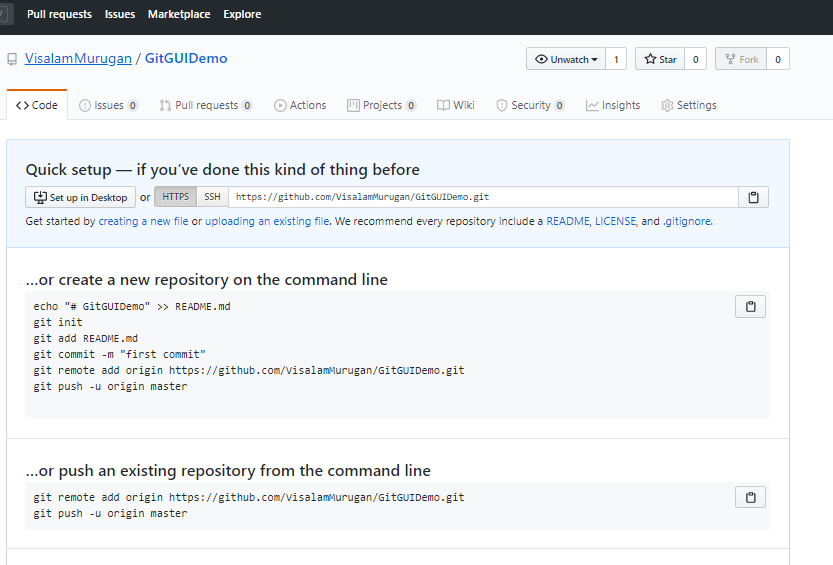 / Pull requests Issues Marketplace Explore
VisalamMurugan / GitGUIDemo Unwatch 1 Star 0 Fork 0
Code Issues 0 Pull requests 0 Actions Projects 0 Wiki Security 0 Insights Settings
Quick setup — if you’ve done this kind of thing before
Set up in Desktop or HTTPS SSH https://github.com/VisalamMurugan/GitGUIDemo.git
Get started by creating a new file or uploading an existing file. We recommend every repository include a README, LICENSE, and .gitignore.
…or create a new repository on the command line
echo "# GitGUIDemo" >> README.md
git init
git add README.md
git commit -m "first commit"
git remote add origin https://github.com/VisalamMurugan/GitGUIDemo.git
git push -u origin master
…or push an existing repository from the command line
git remote add origin https://github.com/VisalamMurugan/GitGUIDemo.git
git push -u origin master